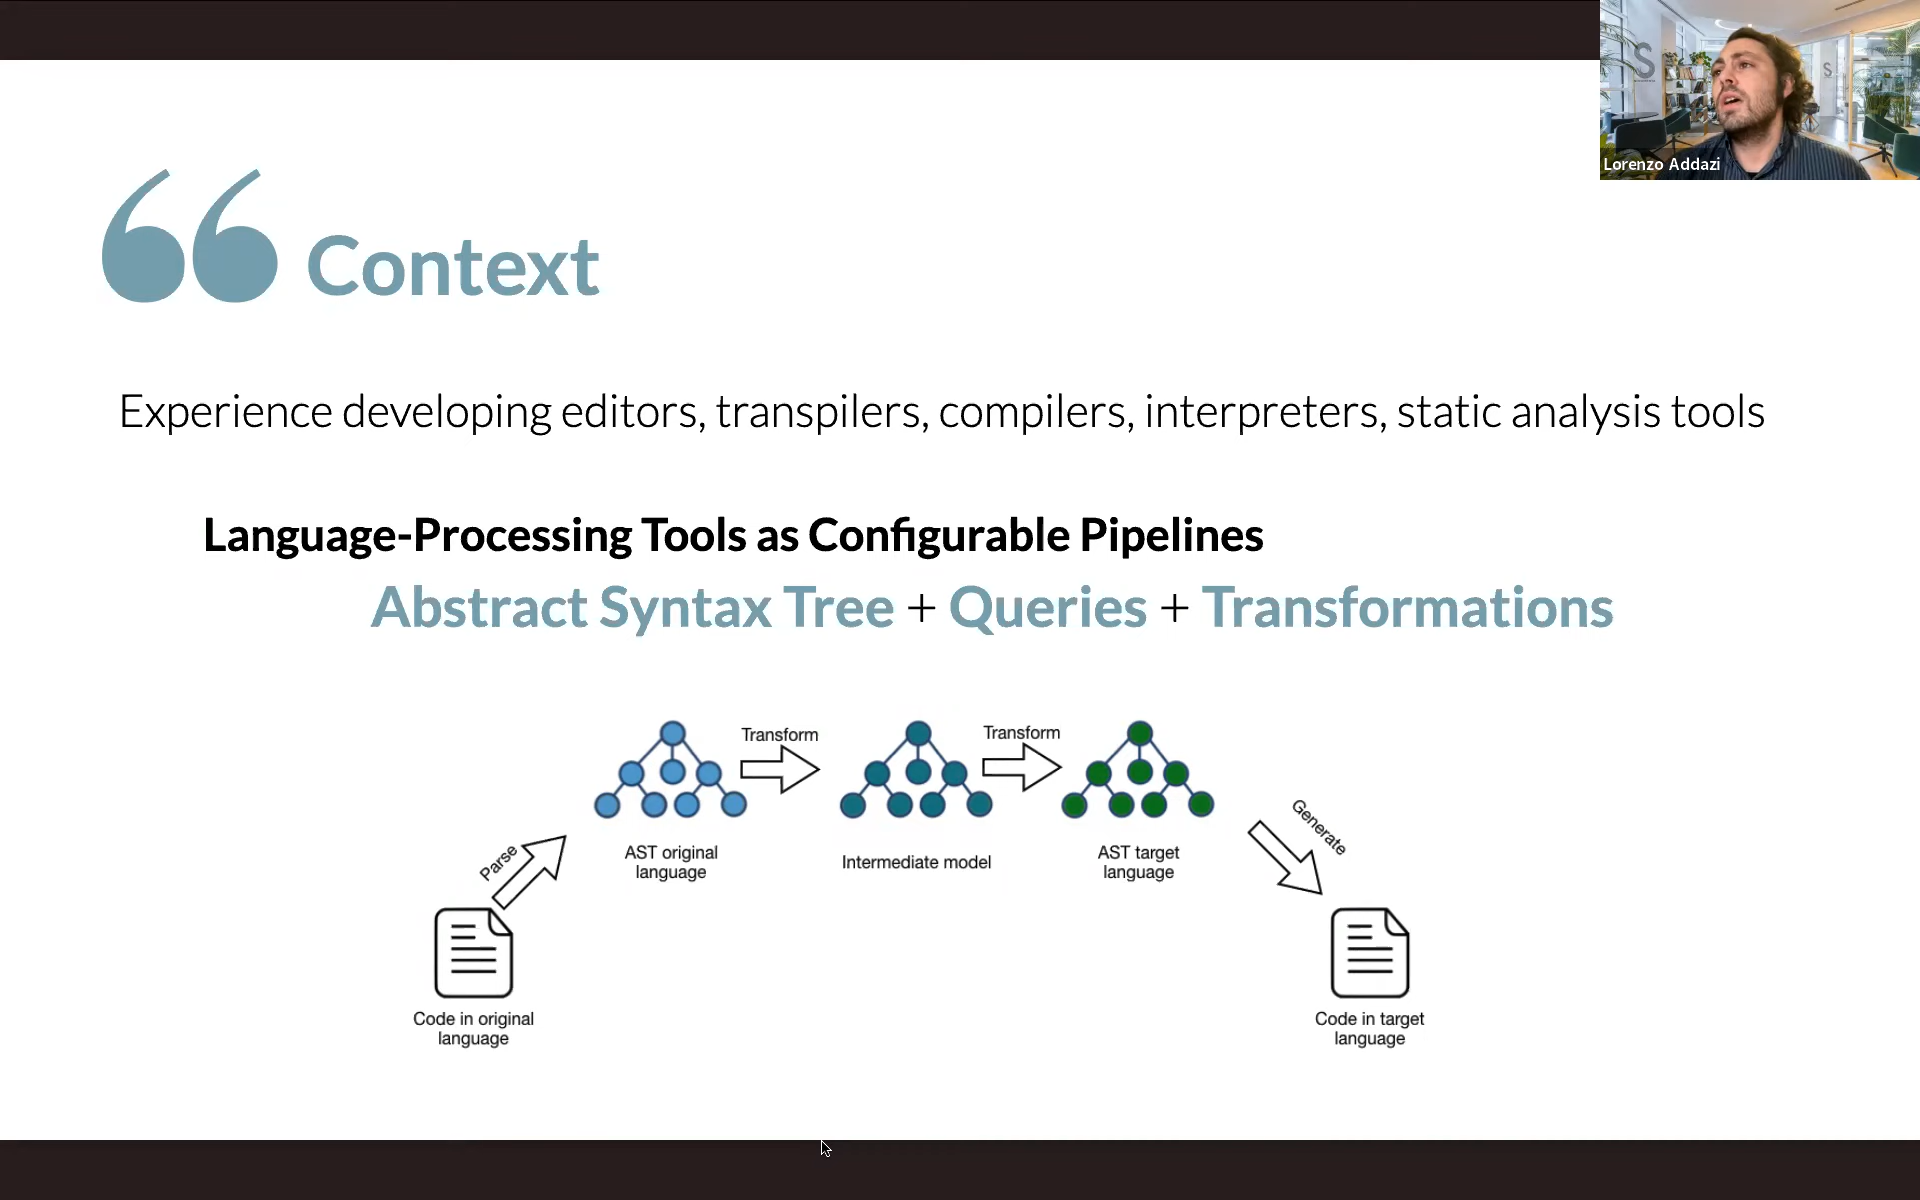 Lorenzo Addazi
Context
Experience developing editors, transpilers, compilers, interpreters, static analysis tools
Language-Processing Tools as Configurable Pipelines
Abstract Syntax Tree + Queries + Transformations
Transform
Transform
Parse
Generate
AST original
language
Intermediate model
AST target
language
Code in original
language
Code in target
language